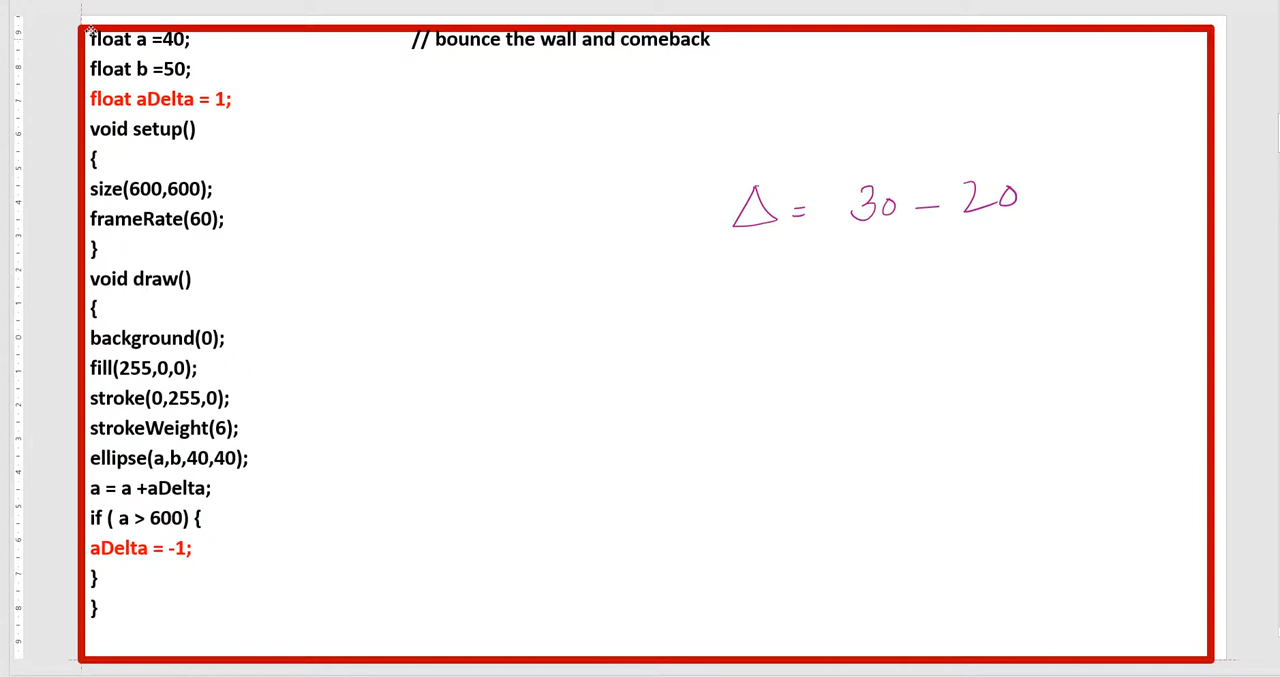 float a =40; // bounce the wall and comeback
float b =50;
float aDelta = 1;
void setup()
{
size(600,600);
frameRate(60);
}
Δ = 30 – 20
void draw()
{
background(0);
fill(255,0,0);
stroke(0,255,0);
strokeWeight(6);
ellipse(a,b,40,40);
a = a +aDelta;
if ( a > 600) {
aDelta = -1;
}
}